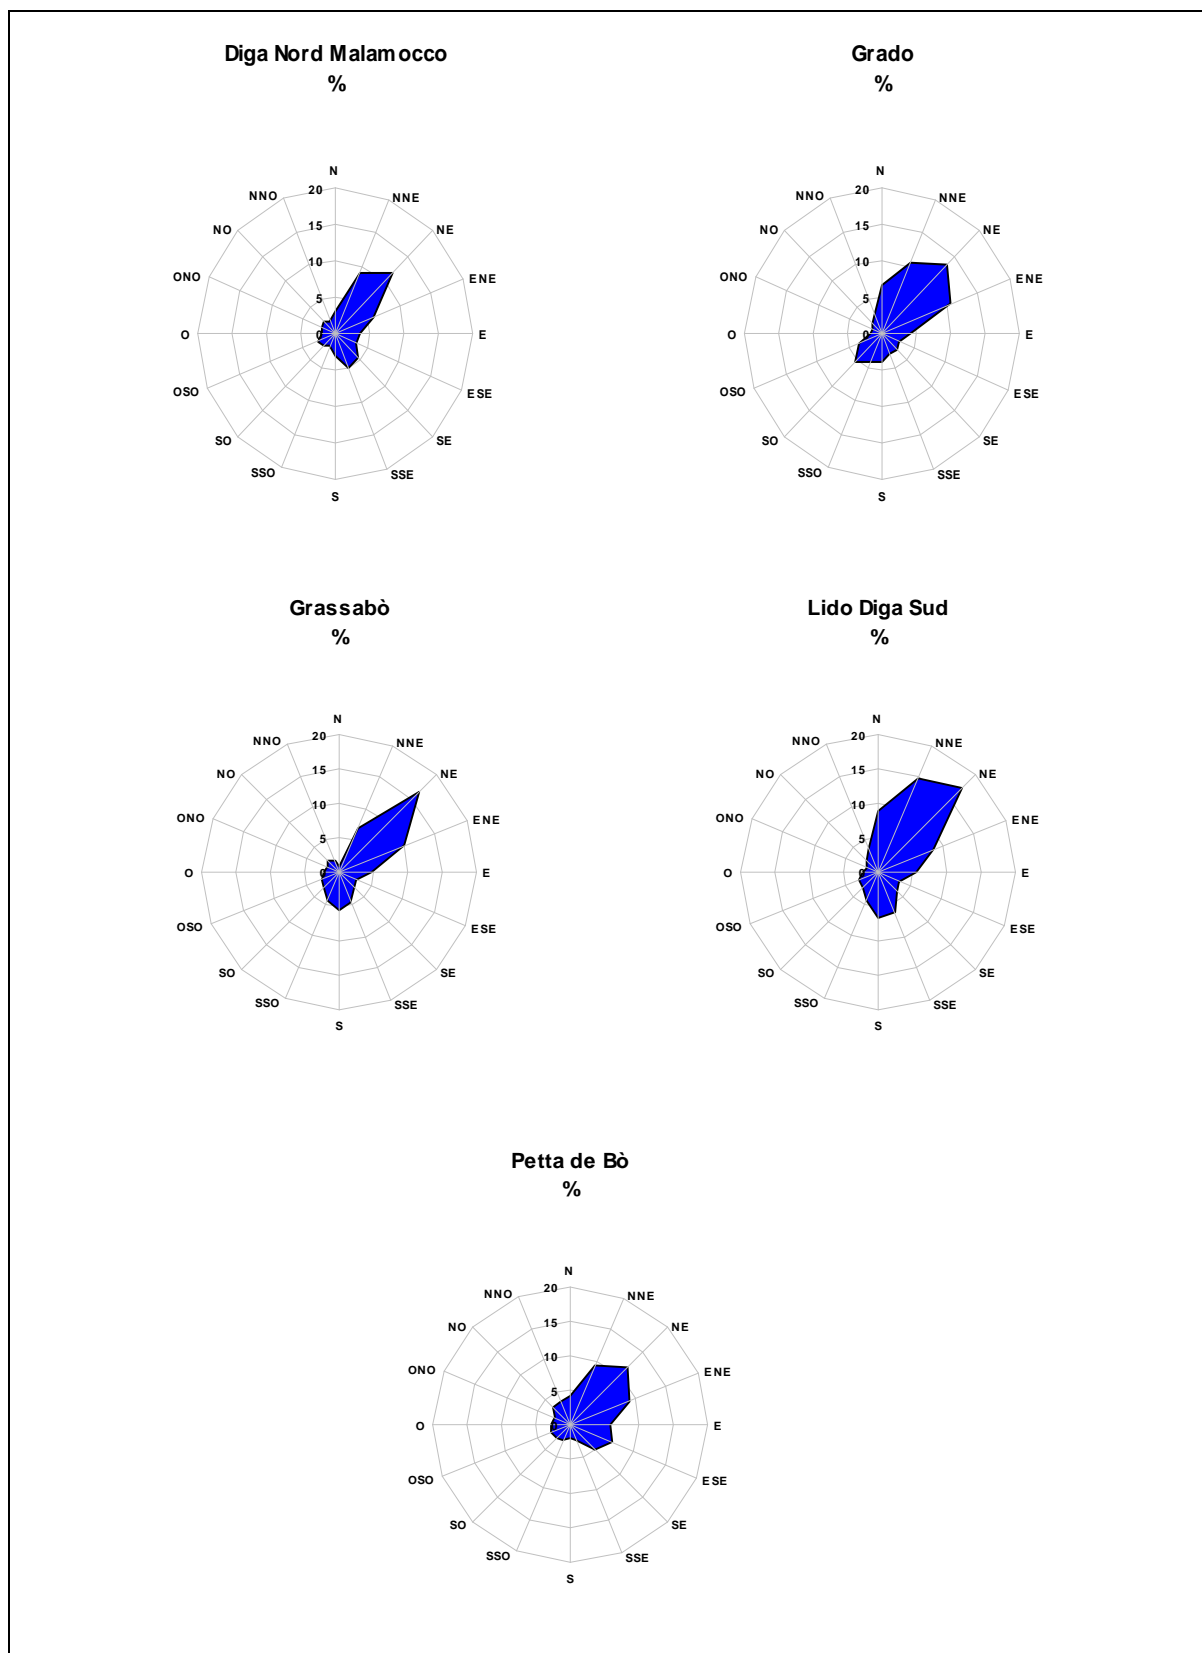 Diga Nord Malamocco
%
N
NNE
NE
ENE
E
ESE
SE
SSE
S
SSO
SO
OSO
O
ONO
NO
NNO
20
15
10
5
0
Grado
%
N
NNE
NE
ENE
E
ESE
SE
SSE
S
SSO
SO
OSO
O
ONO
NO
NNO
20
15
10
5
0
Grassabò
%
N
NNE
NE
ENE
E
ESE
SE
SSE
S
SSO
SO
OSO
O
ONO
NO
NNO
20
15
10
5
0
Lido Diga Sud
%
N
NNE
NE
ENE
E
ESE
SE
SSE
S
SSO
SO
OSO
O
ONO
NO
NNO
20
15
10
5
0
Petta de Bò
%
N
NNE
NE
ENE
E
ESE
SE
SSE
S
SSO
SO
OSO
O
ONO
NO
NNO
20
15
10
5
0